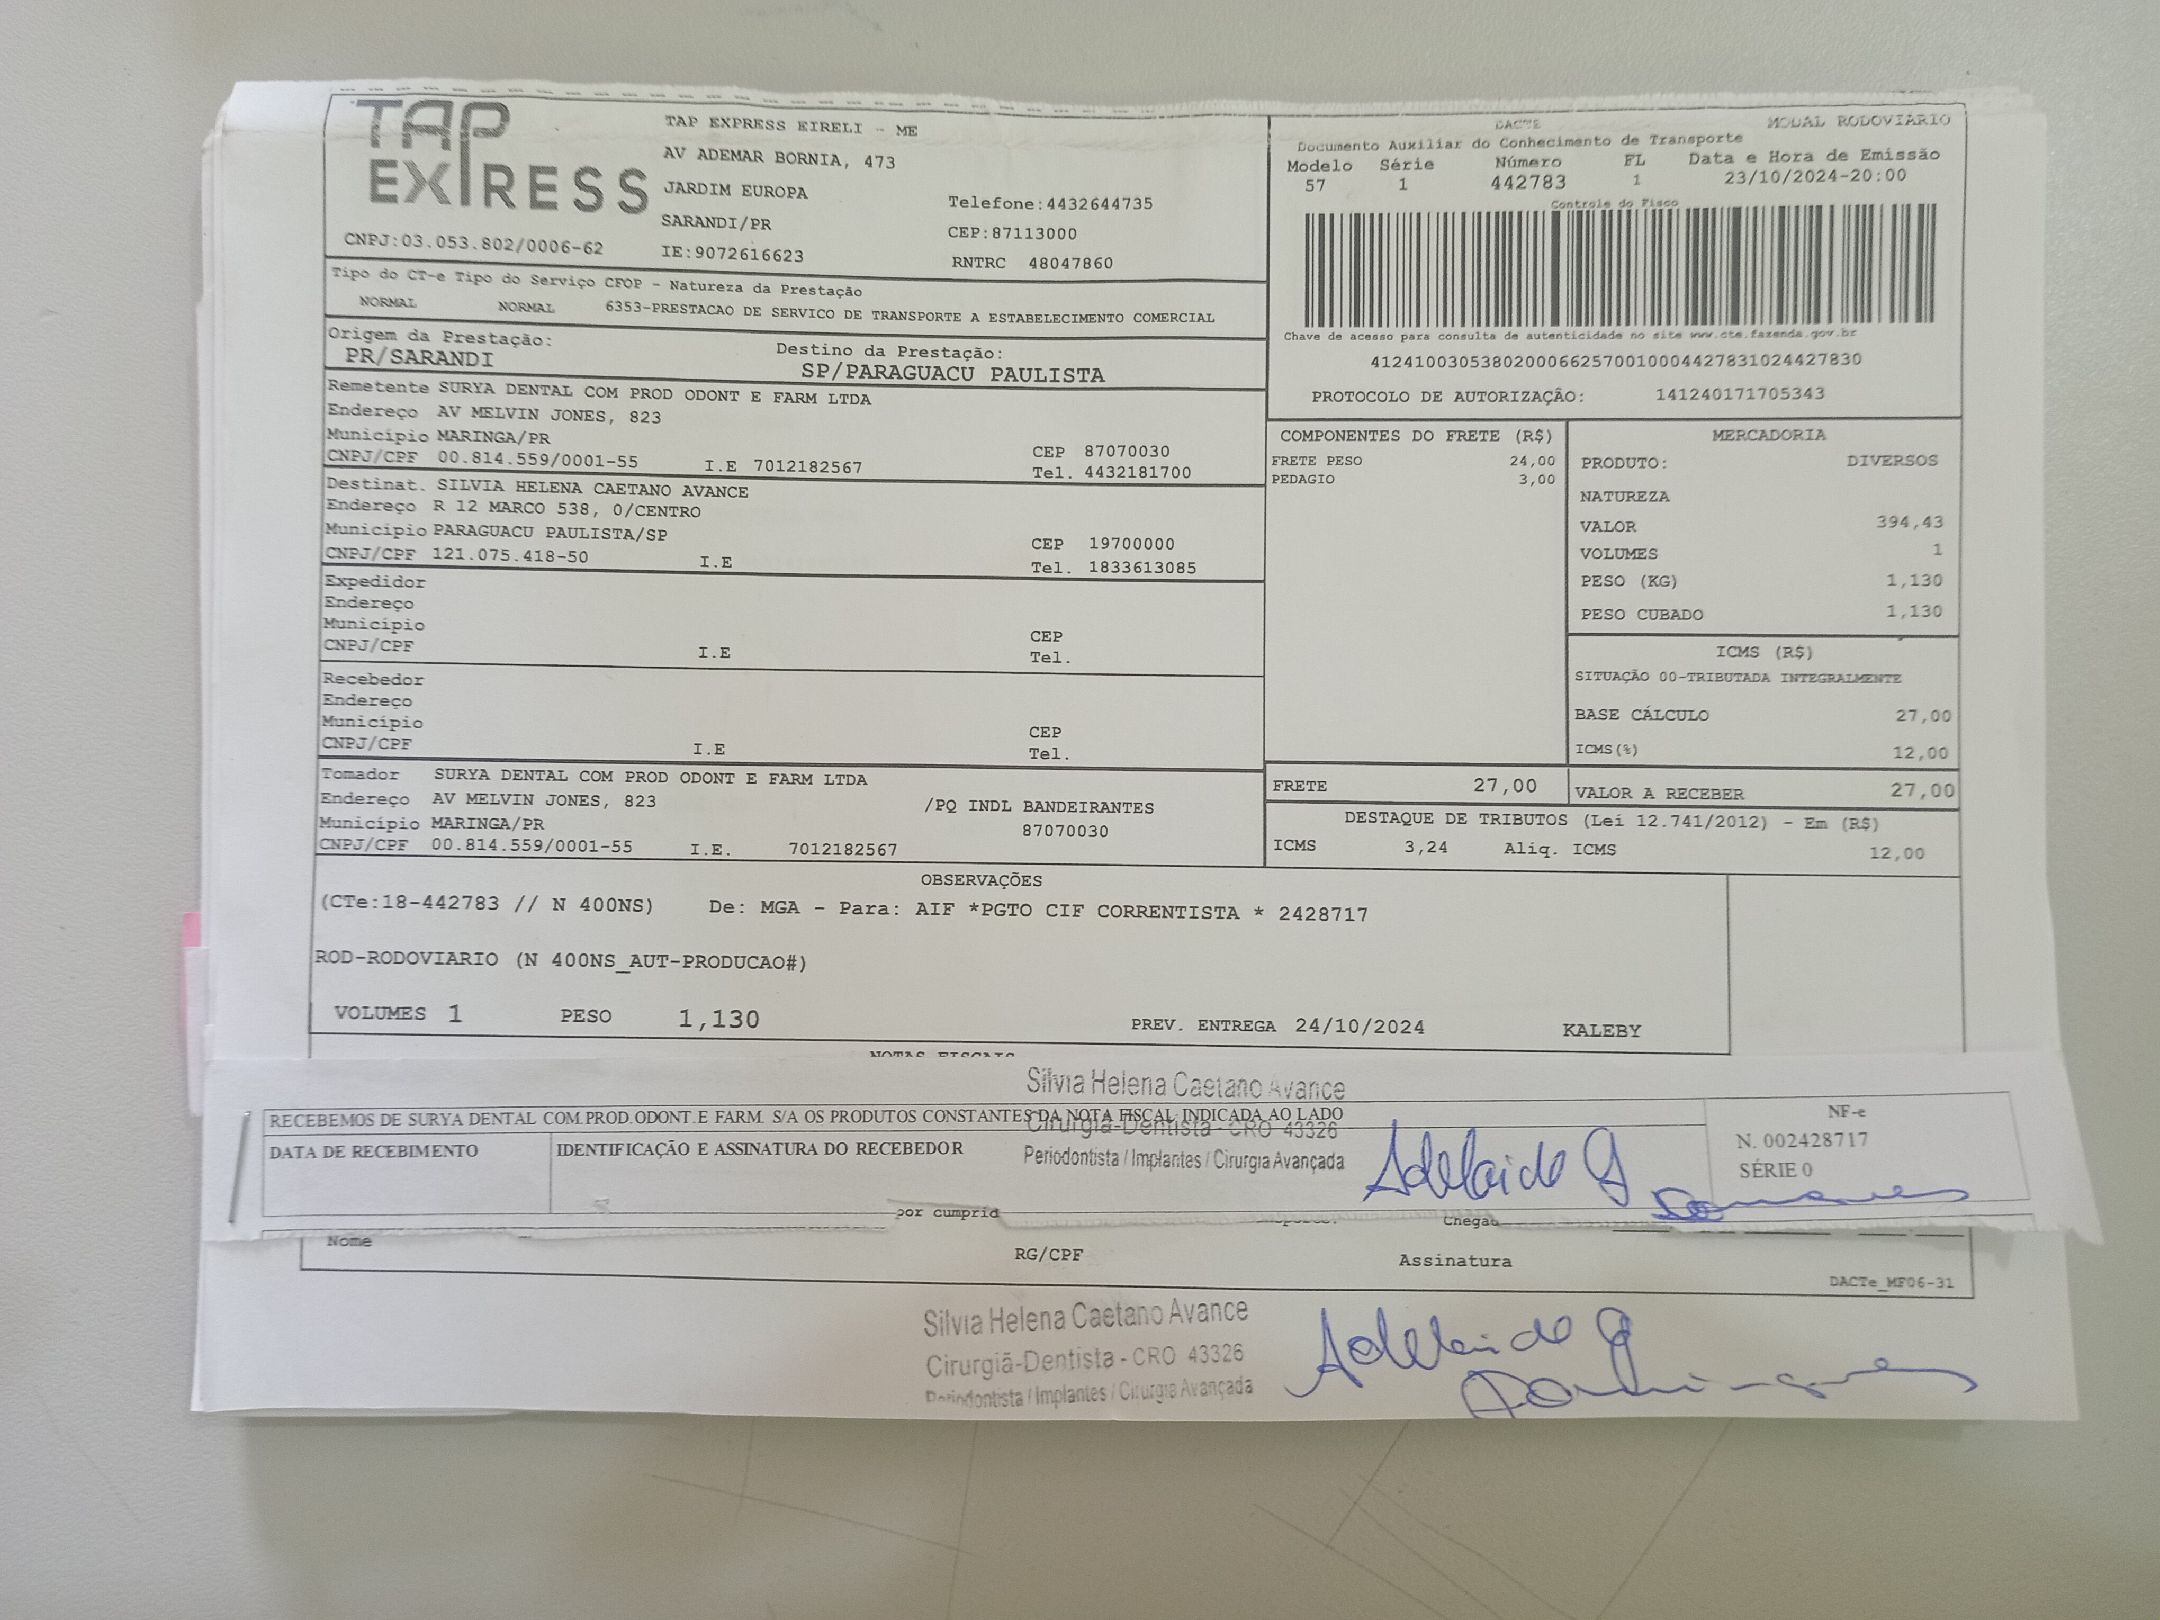 TAP
EXPRESS
CNPJ:03.053.802/0006-62
TAP EXPRESS EIRELI - ME
AV ADEMAR BORNIA, 473
JARDIM EUROPA
SARANDI/PR
IE:9072616623
Telefone:4432644735
CEP:87113000
RNTRC 48047860
DACTE MODAL RODOVIÁRIO
Documento Auxiliar do Conhecimento de Transporte
Modelo Série Número FL Data e Hora de Emissão
57 1 442783 1 23/10/2024-20:00
Controle do Fisco
Chave de acesso para consulta de autenticidade no site www.cte.fazenda.gov.br
41241003053802000662570010004427831024427830
PROTOCOLO DE AUTORIZAÇÃO: 141240171705343
Tipo do CT-e Tipo do Serviço CFOP - Natureza da Prestação
NORMAL NORMAL 6353-PRESTACAO DE SERVICO DE TRANSPORTE A ESTABELECIMENTO COMERCIAL
Origem da Prestação: Destino da Prestação:
PR/SARANDI SP/PARAGUACU PAULISTA
Remetente SURYA DENTAL COM PROD ODONT E FARM LTDA
Endereço AV MELVIN JONES, 823
Município MARINGA/PR CEP 87070030
CNPJ/CPF 00.814.559/0001-55 I.E 7012182567 Tel. 4432181700
Destinat. SILVIA HELENA CAETANO AVANCE
Endereço R 12 MARCO 538, 0/CENTRO
Município PARAGUACU PAULISTA/SP CEP 19700000
CNPJ/CPF 121.075.418-50 I.E Tel. 1833613085
Expedidor
Endereço
Município CEP
CNPJ/CPF I.E Tel.
Recebedor
Endereço
Município CEP
CNPJ/CPF I.E Tel.
Tomador SURYA DENTAL COM PROD ODONT E FARM LTDA
Endereço AV MELVIN JONES, 823 /PQ INDL BANDEIRANTES
Município MARINGA/PR 87070030
CNPJ/CPF 00.814.559/0001-55 I.E. 7012182567
COMPONENTES DO FRETE (R$)
FRETE PESO 24,00
PEDAGIO 3,00
MERCADORIA
PRODUTO: DIVERSOS
NATUREZA
VALOR 394,43
VOLUMES 1
PESO (KG) 1,130
PESO CUBADO 1,130
ICMS (R$)
SITUAÇÃO 00-TRIBUTADA INTEGRALMENTE
BASE CÁLCULO 27,00
ICMS(%) 12,00
FRETE 27,00 VALOR A RECEBER 27,00
DESTAQUE DE TRIBUTOS (Lei 12.741/2012) - Em (R$)
ICMS 3,24 Aliq. ICMS 12,00
OBSERVAÇÕES
(CTe:18-442783 // N 400NS) De: MGA - Para: AIF *PGTO CIF CORRENTISTA * 2428717
ROD-RODOVIARIO (N 400NS_AUT-PRODUCAO#)
VOLUMES 1 PESO 1,130 PREV. ENTREGA 24/10/2024 KALEBY
NOTAS FISCAIS
Silvia Helena Caetano Avance
RECEBEMOS DE SURYA DENTAL COM.PROD.ODONT.E FARM. S/A OS PRODUTOS CONSTANTES DA NOTA FISCAL INDICADA AO LADO
Cirurgiã-Dentista - CRO 43326
DATA DE RECEBIMENTO IDENTIFICAÇÃO E ASSINATURA DO RECEBEDOR
Periodontista / Implantes / Cirurgia Avançada
Adelaide G
NF-e
N. 002428717
SÉRIE 0
por cumprid Chegao
Nome RG/CPF Assinatura
DACTe_MF06-31
Silvia Helena Caetano Avance
Cirurgiã-Dentista - CRO 43326
Periodontista / Implantes / Cirurgia Avançada
Adelaide G
Domingues